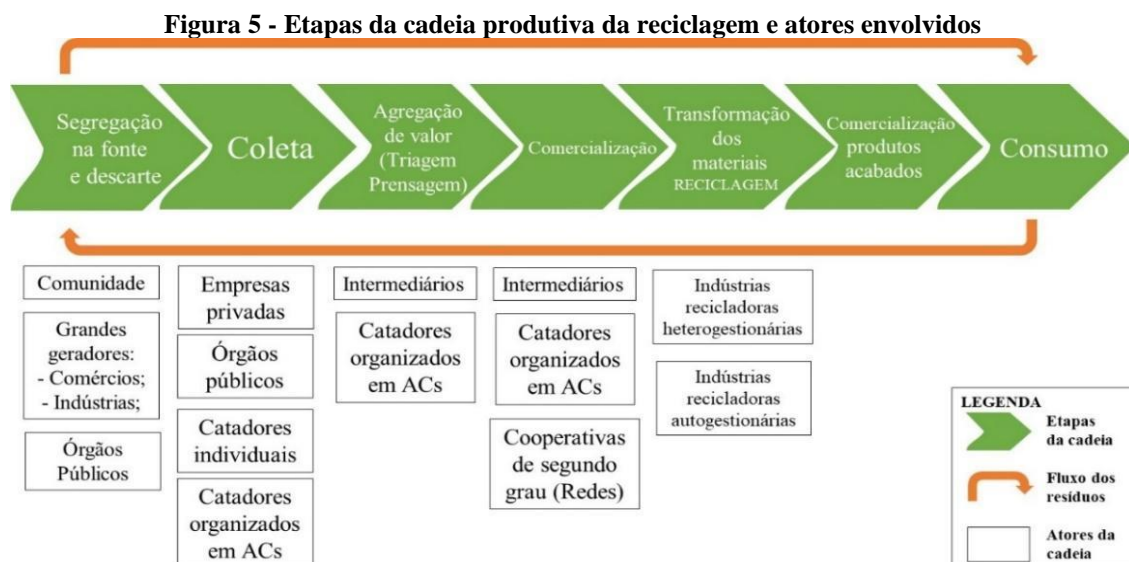 Figura 5 - Etapas da cadeia produtiva da reciclagem e atores envolvidos
Segregação
na fonte
e descarte
Coleta
Agregação
de valor
(Triagem
Prensagem)
Comercialização
Transformação
dos
materiais
RECICLAGEM
Comercialização
produtos
acabados
Consumo
Comunidade
Grandes
geradores:
- Comércios;
- Indústrias;
Órgãos
Públicos
Empresas
privadas
Órgãos
públicos
Catadores
individuais
Catadores
organizados
em ACs
Intermediários
Catadores
organizados
em ACs
Intermediários
Catadores
organizados
em ACs
Cooperativas
de segundo
grau (Redes)
Indústrias
recicladoras
heterogestionárias
Indústrias
recicladoras
autogestionárias
LEGENDA
Etapas
da cadeia
Fluxo dos
resíduos
Atores da
cadeia